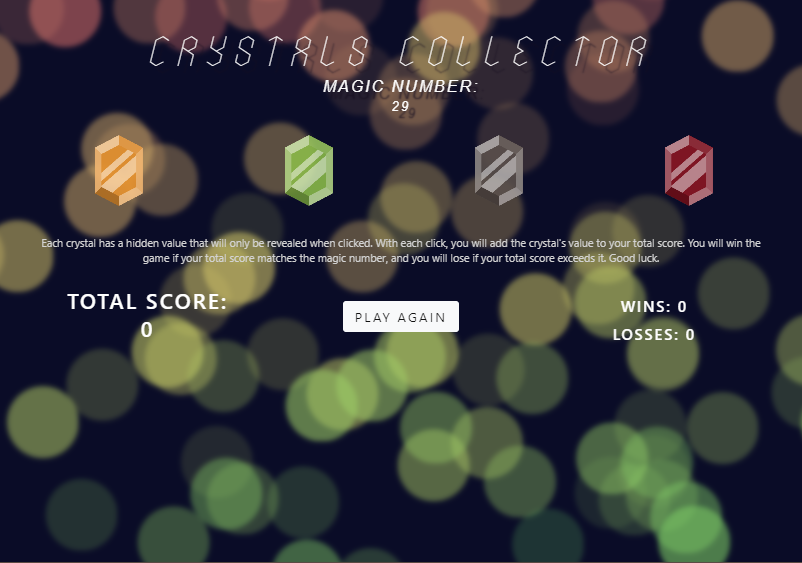 CRYSTALS COLLECTOR
MAGIC NUMBER:
29
Each crystal has a hidden value that will only be revealed when clicked. With each click, you will add the crystal's value to your total score. You will win the
game if your total score matches the magic number, and you will lose if your total score exceeds it. Good luck.
TOTAL SCORE:
0
PLAY AGAIN
WINS: 0
LOSSES: 0